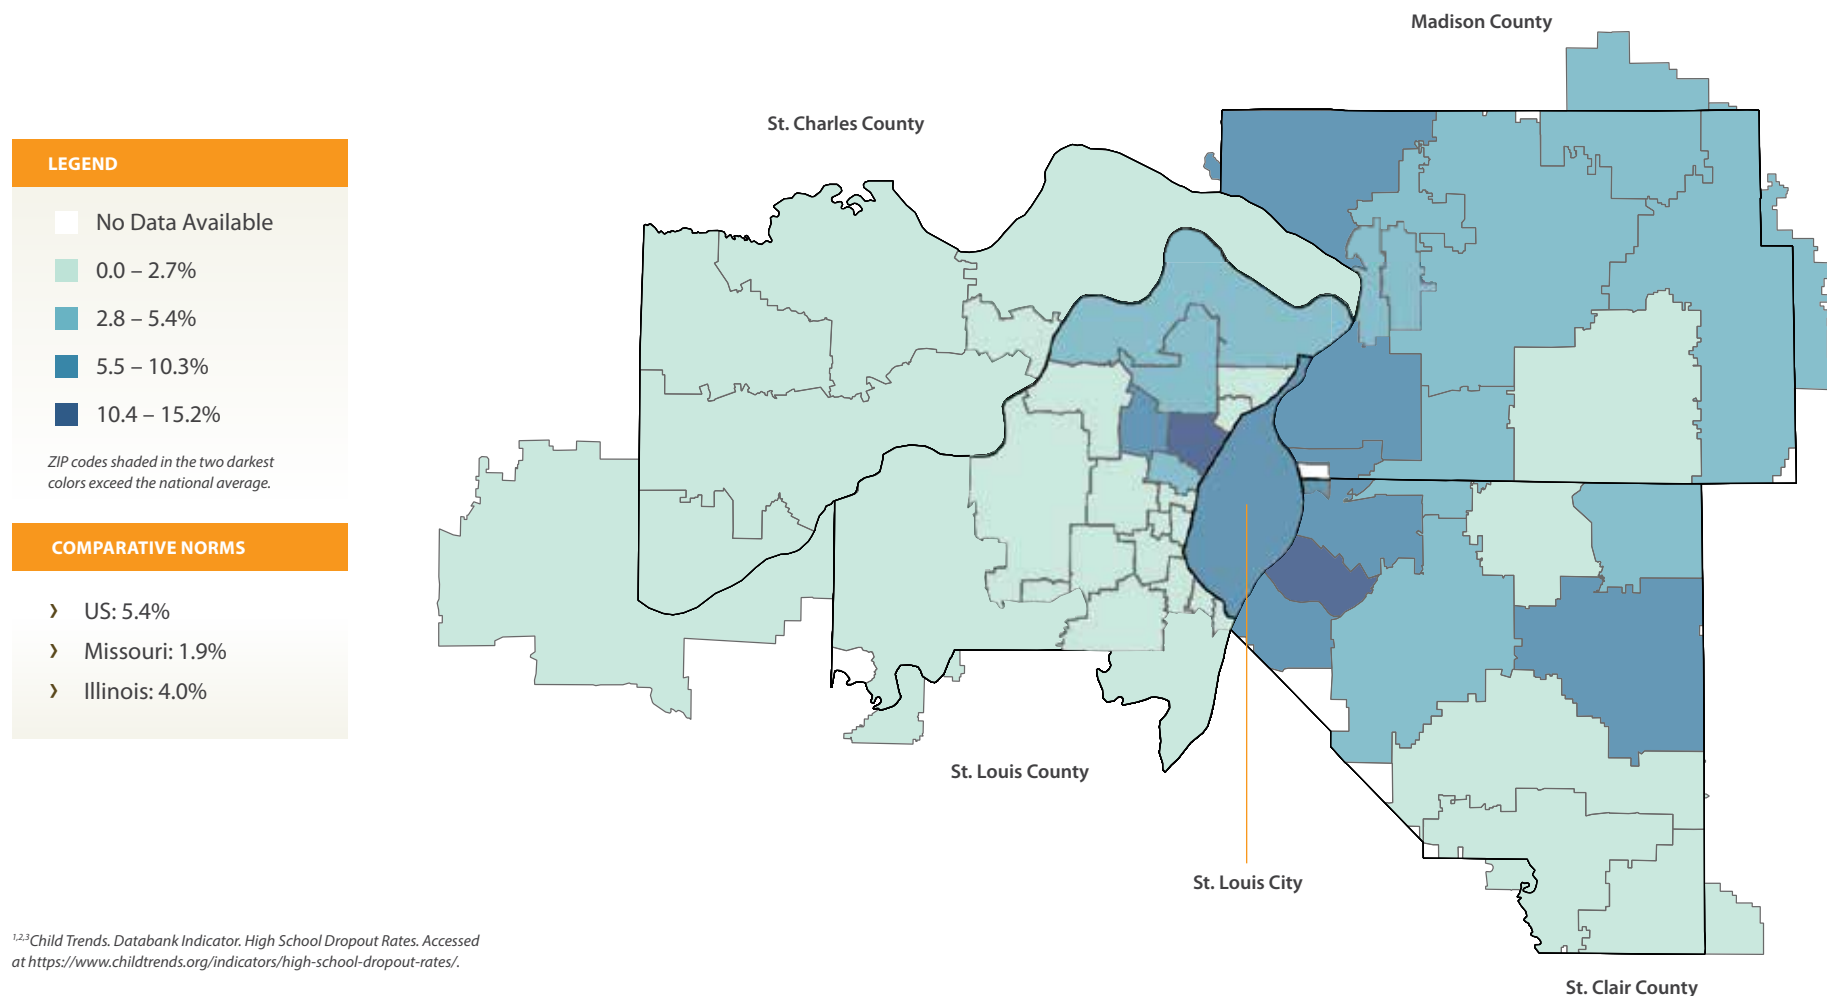 Madison County
St. Charles County
LEGEND
No Data Available
0.0 – 2.7%
2.8 – 5.4%
5.5 – 10.3%
10.4 – 15.2%
ZIP codes shaded in the two darkest
colors exceed the national average.
COMPARATIVE NORMS
› US: 5.4%
› Missouri: 1.9%
› Illinois: 4.0%
St. Louis County
St. Louis City
1,2,3Child Trends. Databank Indicator. High School Dropout Rates. Accessed
at https://www.childtrends.org/indicators/high-school-dropout-rates/.
St. Clair County